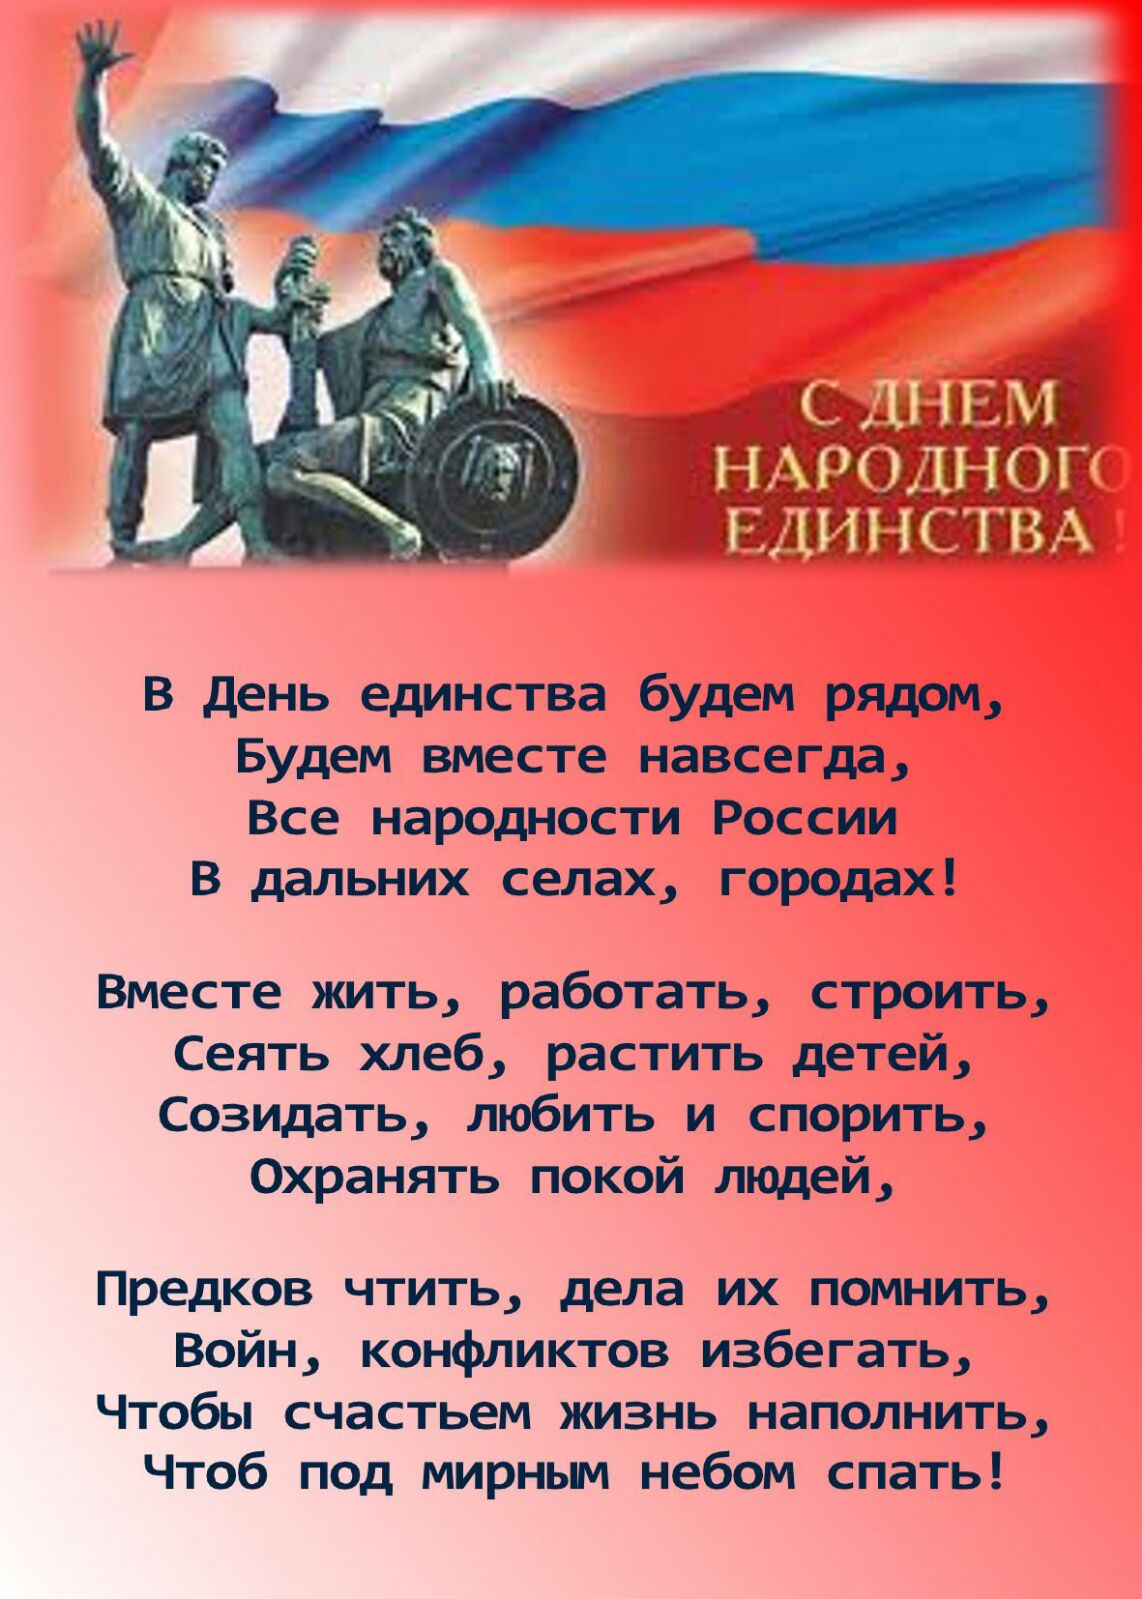 С ДНЕМ
НАРОДНОГО
ЕДИНСТВА !
В День единства будем рядом,
Будем вместе навсегда,
Все народности России
В дальних селах, городах!
Вместе жить, работать, строить,
Сеять хлеб, растить детей,
Созидать, любить и спорить,
Охранять покой людей,
Предков чтить, дела их помнить,
Войн, конфликтов избегать,
Чтобы счастьем жизнь наполнить,
Чтоб под мирным небом спать!